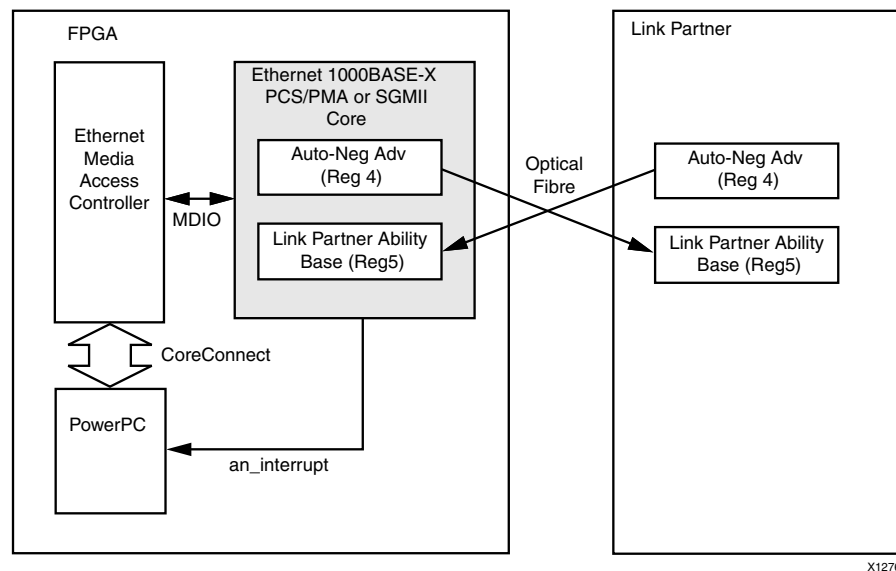 FPGA
Link Partner
Ethernet 1000BASE-X
PCS/PMA or SGMII
Core
Ethernet
Media
Access
Controller
MDIO
Auto-Neg Adv
(Reg 4)
Link Partner Ability
Base (Reg5)
Optical
Fibre
Auto-Neg Adv
(Reg 4)
Link Partner Ability
Base (Reg5)
CoreConnect
PowerPC
an_interrupt